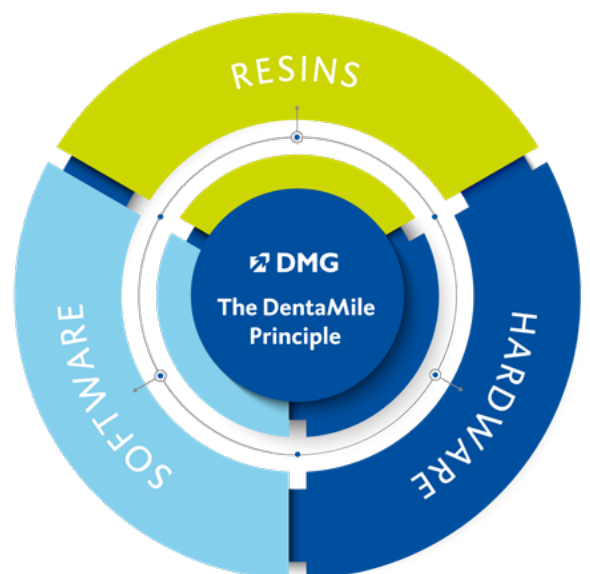 RESINS
DMG
The DentaMile
Principle
SOFTWARE
HARDWARE